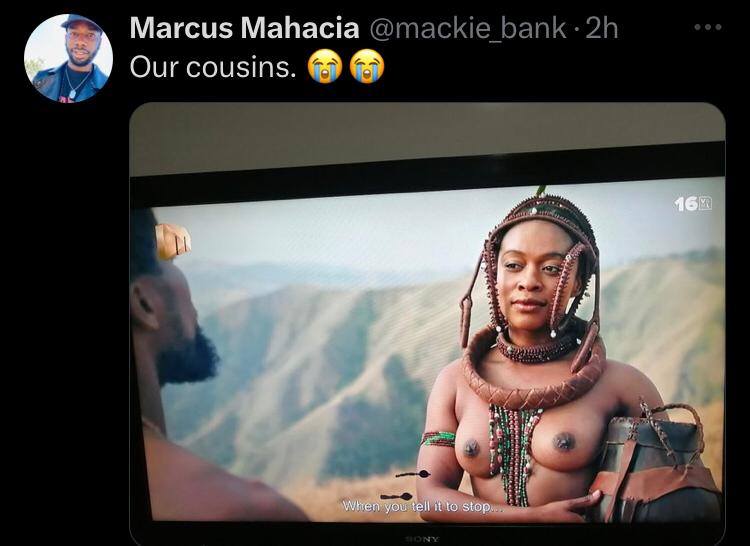 Marcus Mahacia @mackie_bank · 2h
Our cousins. 😭😭
16
When you tell it to stop...
SONY